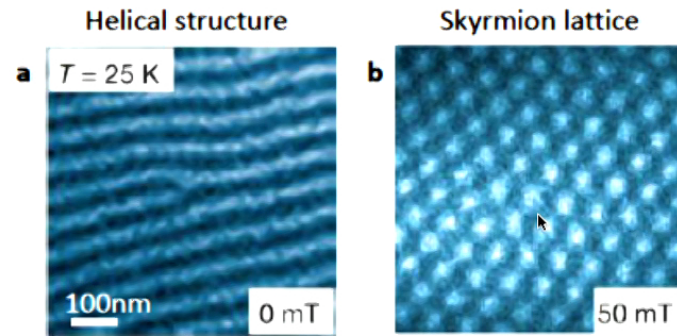 Helical structure
Skyrmion lattice
a
T = 25 K
b
100nm
0 mT
50 mT